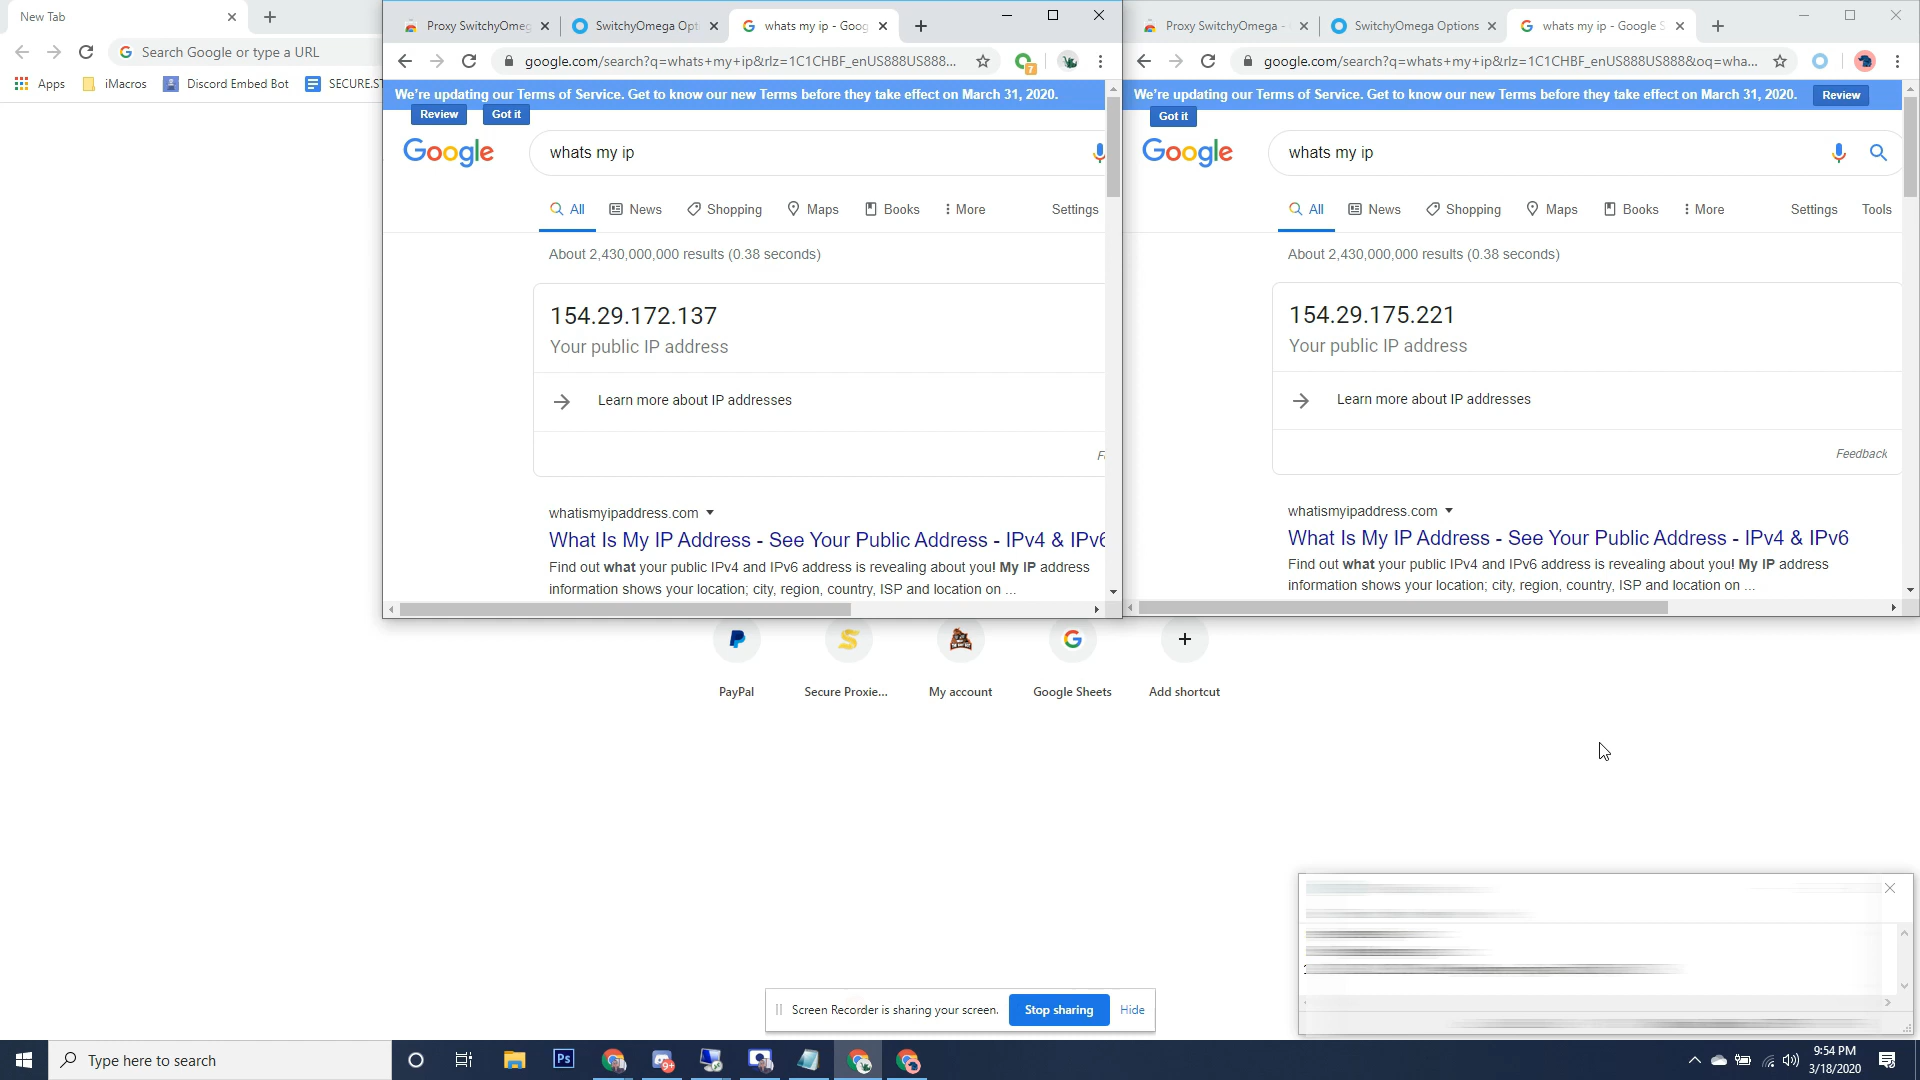 New Tab
Search Google or type a URL
Apps
iMacros
Discord Embed Bot
SECURE.ST
Proxy SwitchyOmeg
SwitchyOmega Opt
whats my ip - Goog
google.com/search?q=whats+my+ip&rlz=1C1CHBF_enUS888US888...
7
We're updating our Terms of Service. Get to know our new Terms before they take effect on March 31, 2020.
Review
Got it
Google
whats my ip
All
News
Shopping
Maps
Books
More
Settings
About 2,430,000,000 results (0.38 seconds)
154.29.172.137
Your public IP address
Learn more about IP addresses
whatismyipaddress.com
What Is My IP Address - See Your Public Address - IPv4 & IPv6
Find out what your public IPv4 and IPv6 address is revealing about you! My IP address
information shows your location; city, region, country, ISP and location on ...
Proxy SwitchyOmega -
SwitchyOmega Options
whats my ip - Google S
google.com/search?q=whats+my+ip&rlz=1C1CHBF_enUS888US888&oq=wha...
We're updating our Terms of Service. Get to know our new Terms before they take effect on March 31, 2020.
Review
Got it
Google
whats my ip
All
News
Shopping
Maps
Books
More
Settings
Tools
About 2,430,000,000 results (0.38 seconds)
154.29.175.221
Your public IP address
Learn more about IP addresses
Feedback
whatismyipaddress.com
What Is My IP Address - See Your Public Address - IPv4 & IPv6
Find out what your public IPv4 and IPv6 address is revealing about you! My IP address
information shows your location; city, region, country, ISP and location on ...
PayPal
Secure Proxie...
My account
Google Sheets
Add shortcut
Screen Recorder is sharing your screen.
Stop sharing
Hide
Type here to search
Ps
9+
9:54 PM
3/18/2020